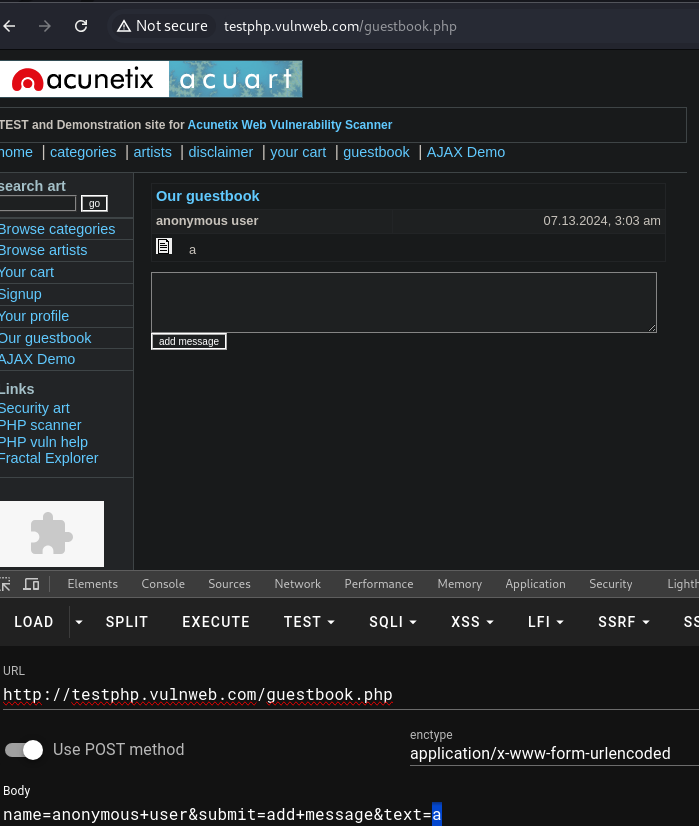 Not secure testphp.vulnweb.com/guestbook.php
acunetix acuart
TEST and Demonstration site for Acunetix Web Vulnerability Scanner
home | categories | artists | disclaimer | your cart | guestbook | AJAX Demo
search art
go
Browse categories
Browse artists
Your cart
Signup
Your profile
Our guestbook
AJAX Demo
Links
Security art
PHP scanner
PHP vuln help
Fractal Explorer
Our guestbook
anonymous user 07.13.2024, 3:03 am
a
add message
Elements Console Sources Network Performance Memory Application Security Lighth
LOAD SPLIT EXECUTE TEST SQLI XSS LFI SSRF SS
URL
http://testphp.vulnweb.com/guestbook.php
Use POST method
enctype
application/x-www-form-urlencoded
Body
name=anonymous+user&submit=add+message&text=a